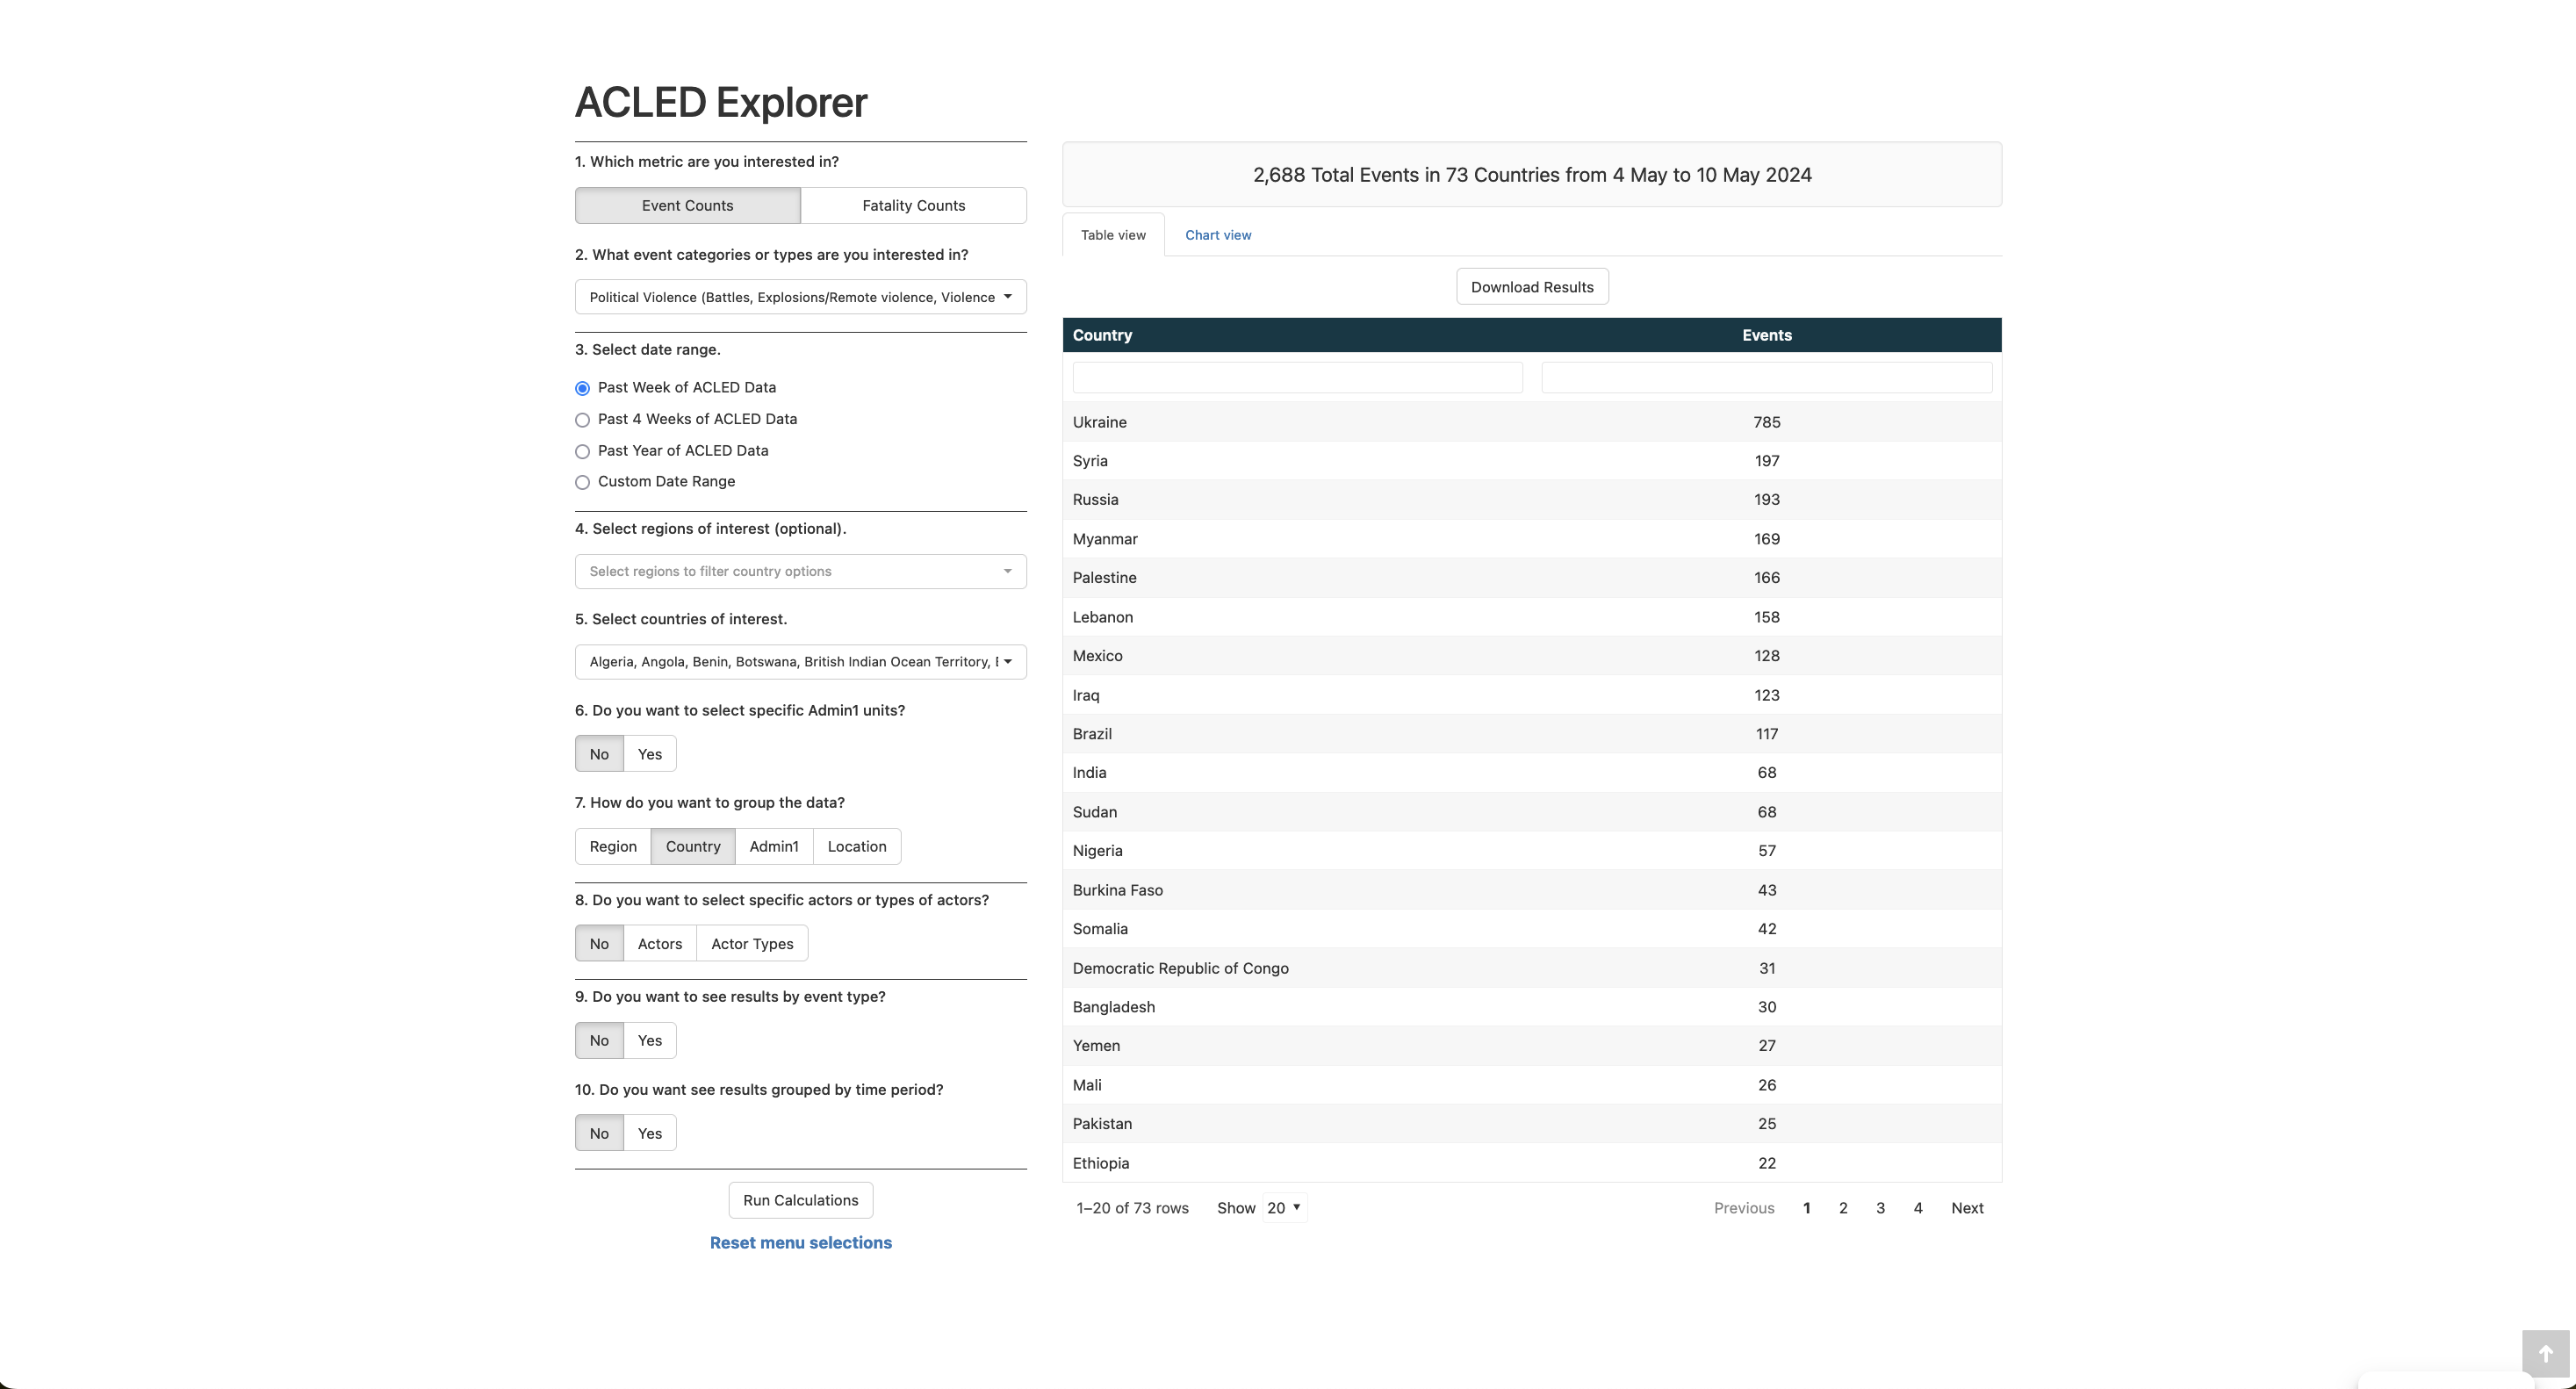 ACLED Explorer
1. Which metric are you interested in?
Event Counts
Fatality Counts
2. What event categories or types are you interested in?
Political Violence (Battles, Explosions/Remote violence, Violence
3. Select date range.
Past Week of ACLED Data
Past 4 Weeks of ACLED Data
Past Year of ACLED Data
Custom Date Range
4. Select regions of interest (optional).
Select regions to filter country options
5. Select countries of interest.
Algeria, Angola, Benin, Botswana, British Indian Ocean Territory,
6. Do you want to select specific Admin1 units?
No Yes
7. How do you want to group the data?
Region Country Admin1 Location
8. Do you want to select specific actors or types of actors?
No Actors Actor Types
9. Do you want to see results by event type?
No Yes
10. Do you want see results grouped by time period?
No Yes
Run Calculations
Reset menu selections
2,688 Total Events in 73 Countries from 4 May to 10 May 2024
Table view Chart view
Download Results
Country Events
Ukraine 785
Syria 197
Russia 193
Myanmar 169
Palestine 166
Lebanon 158
Mexico 128
Iraq 123
Brazil 117
India 68
Sudan 68
Nigeria 57
Burkina Faso 43
Somalia 42
Democratic Republic of Congo 31
Bangladesh 30
Yemen 27
Mali 26
Pakistan 25
Ethiopia 22
1–20 of 73 rows Show 20 Previous 1 2 3 4 Next